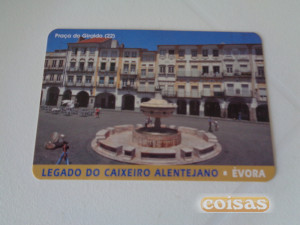 Praça do Giraldo (22)
LEGADO DO CAIXEIRO ALENTEJANO • ÉVORA
coisas